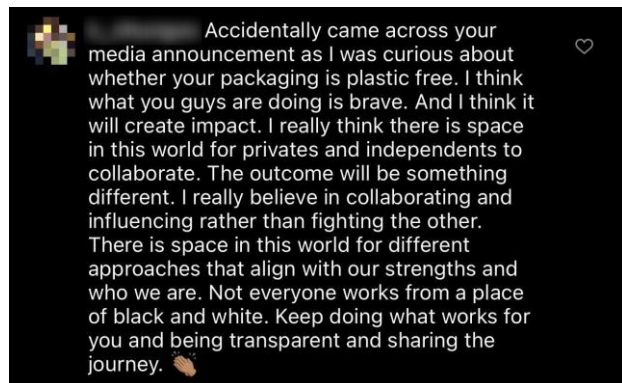 Accidentally came across your
media announcement as I was curious about
whether your packaging is plastic free. I think
what you guys are doing is brave. And I think it
will create impact. I really think there is space
in this world for privates and independents to
collaborate. The outcome will be something
different. I really believe in collaborating and
influencing rather than fighting the other.
There is space in this world for different
approaches that align with our strengths and
who we are. Not everyone works from a place
of black and white. Keep doing what works for
you and being transparent and sharing the
journey. 👏🏽